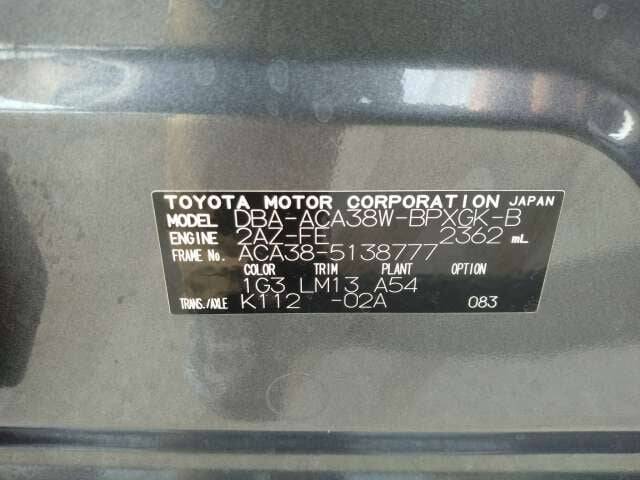 TOYOTA MOTOR CORPORATION JAPAN
MODEL DBA-ACA38W-BPXGK-B
ENGINE 2AZ-FE 2362 mL
FRAME No. ACA38-5138777
COLOR TRIM PLANT OPTION
1G3 LM13 A54
TRANS./AXLE K112 -02A 083